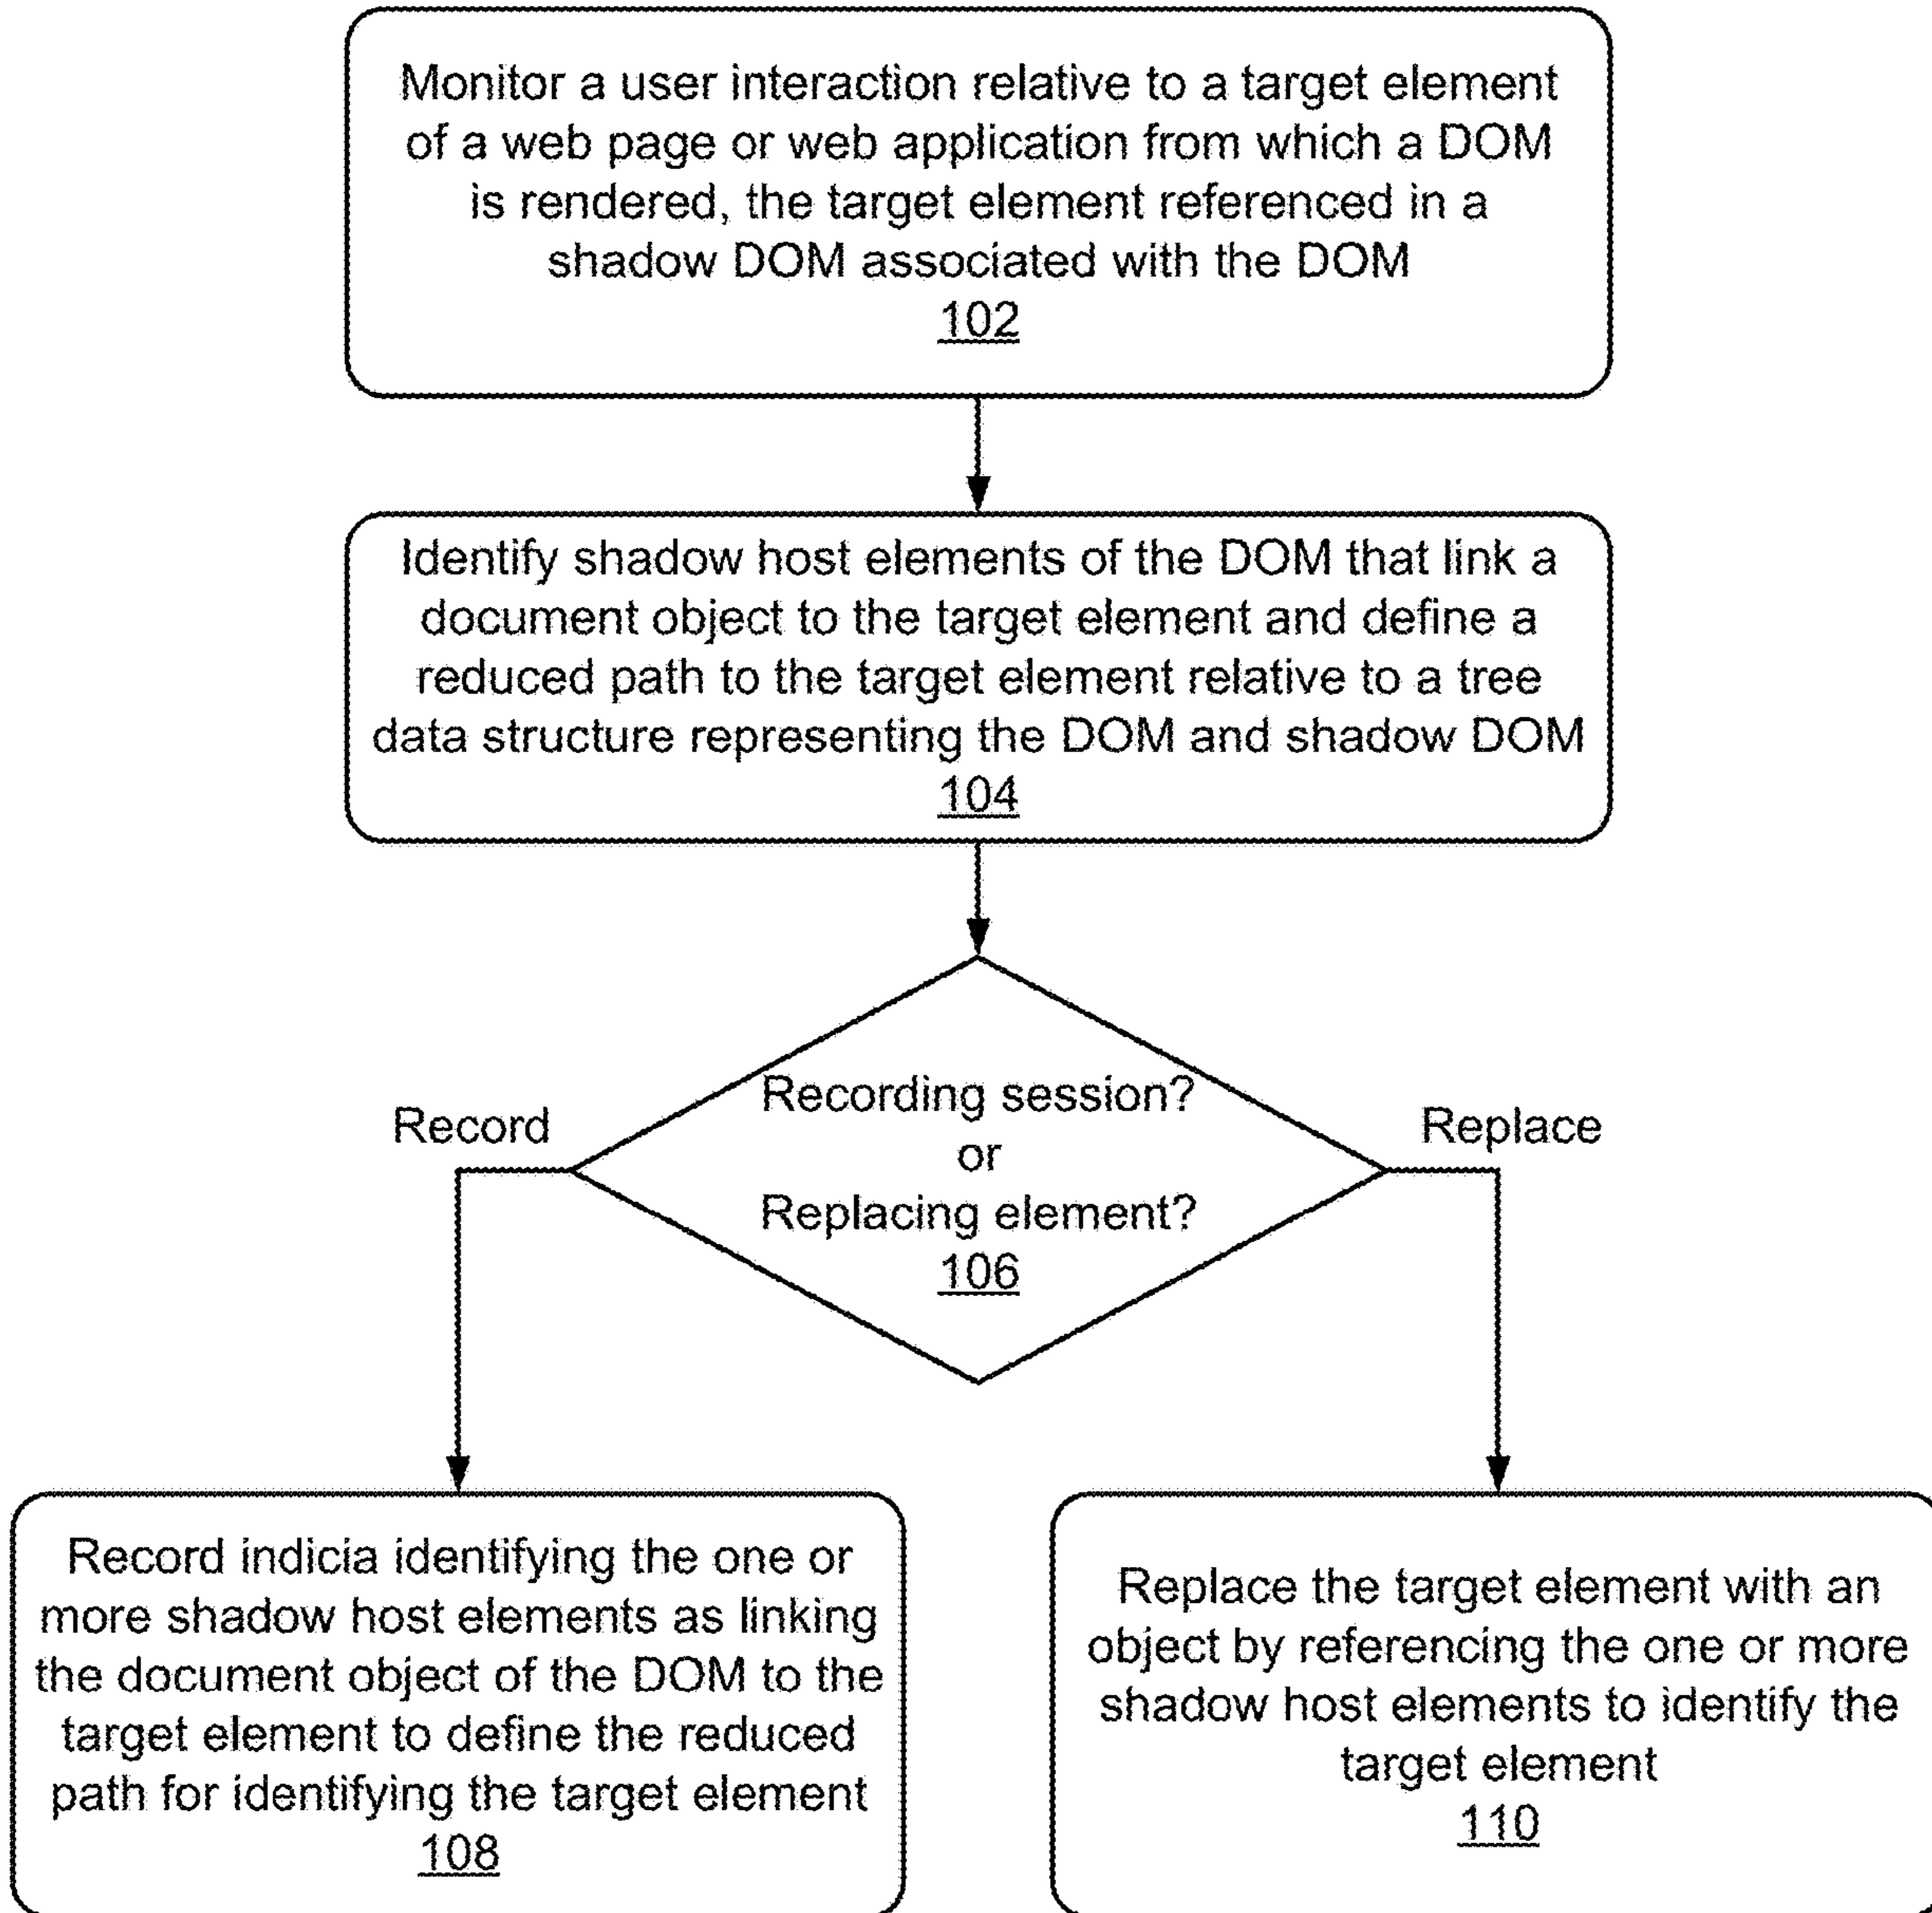 Monitor a user interaction relative to a target element
of a web page or web application from which a DOM
is rendered, the target element referenced in a
shadow DOM associated with the DOM
102
Identify shadow host elements of the DOM that link a
document object to the target element and define a
reduced path to the target element relative to a tree
data structure representing the DOM and shadow DOM
104
Recording session?
or
Replacing element?
106
Record
Replace
Record indicia identifying the one or
more shadow host elements as linking
the document object of the DOM to the
target element to define the reduced
path for identifying the target element
108
Replace the target element with an
object by referencing the one or more
shadow host elements to identify the
target element
110